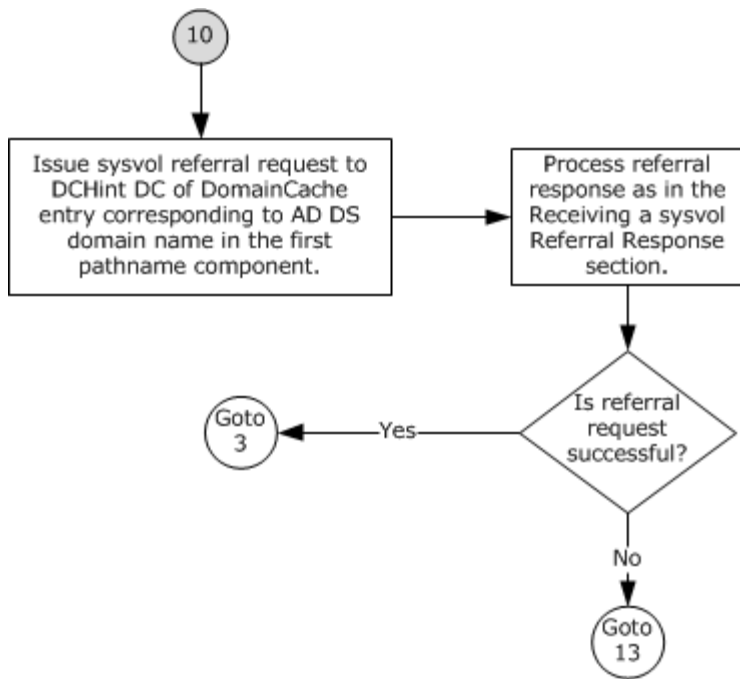 10
Issue sysvol referral request to
DCHint DC of DomainCache
entry corresponding to AD DS
domain name in the first
pathname component.
Process referral
response as in the
Receiving a sysvol
Referral Response
section.
Is referral
request
successful?
Yes
Goto
3
No
Goto
13